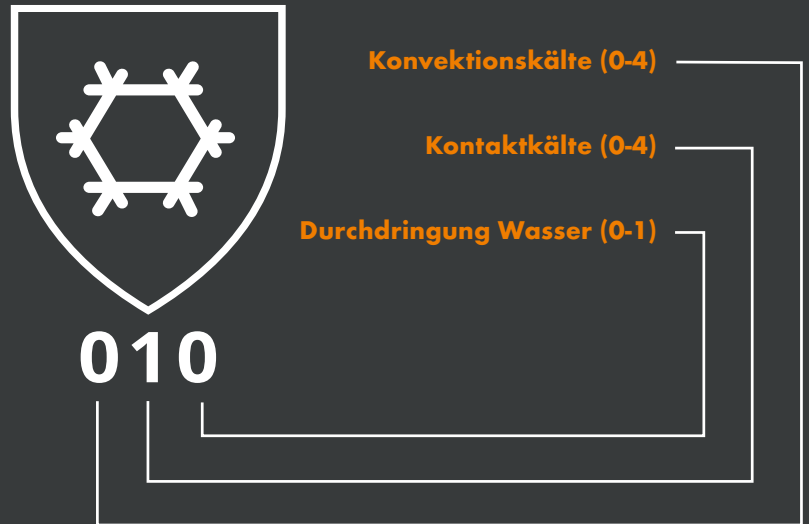 Konvektionskälte (0-4)
Kontaktkälte (0-4)
Durchdringung Wasser (0-1)
010